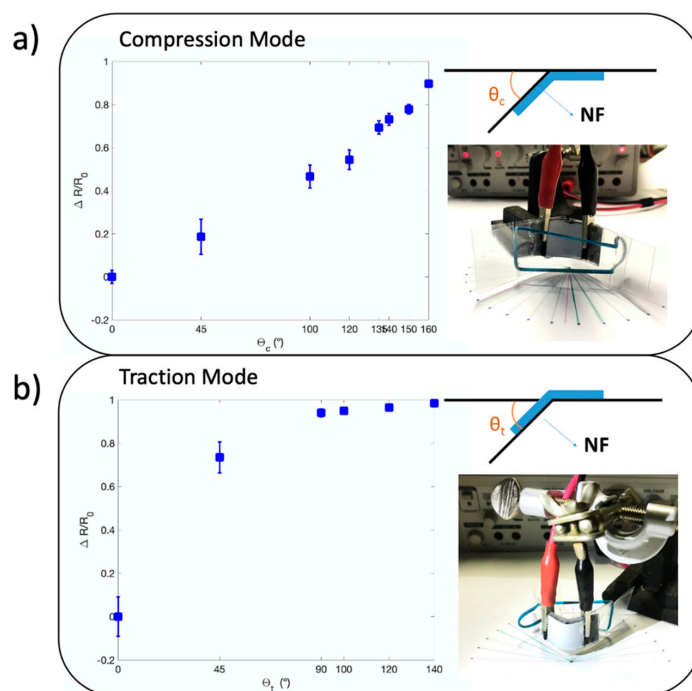 a)
Compression Mode
1
0.8
0.6
0.4
0.2
0
-0.2
Δ R/R0
0 45 100 120 135 140 150 160
Θc (°)
θc
NF
b)
Traction Mode
1
0.8
0.6
0.4
0.2
0
-0.2
Δ R/R0
0 45 90 100 120 140
Θt (°)
θt
NF